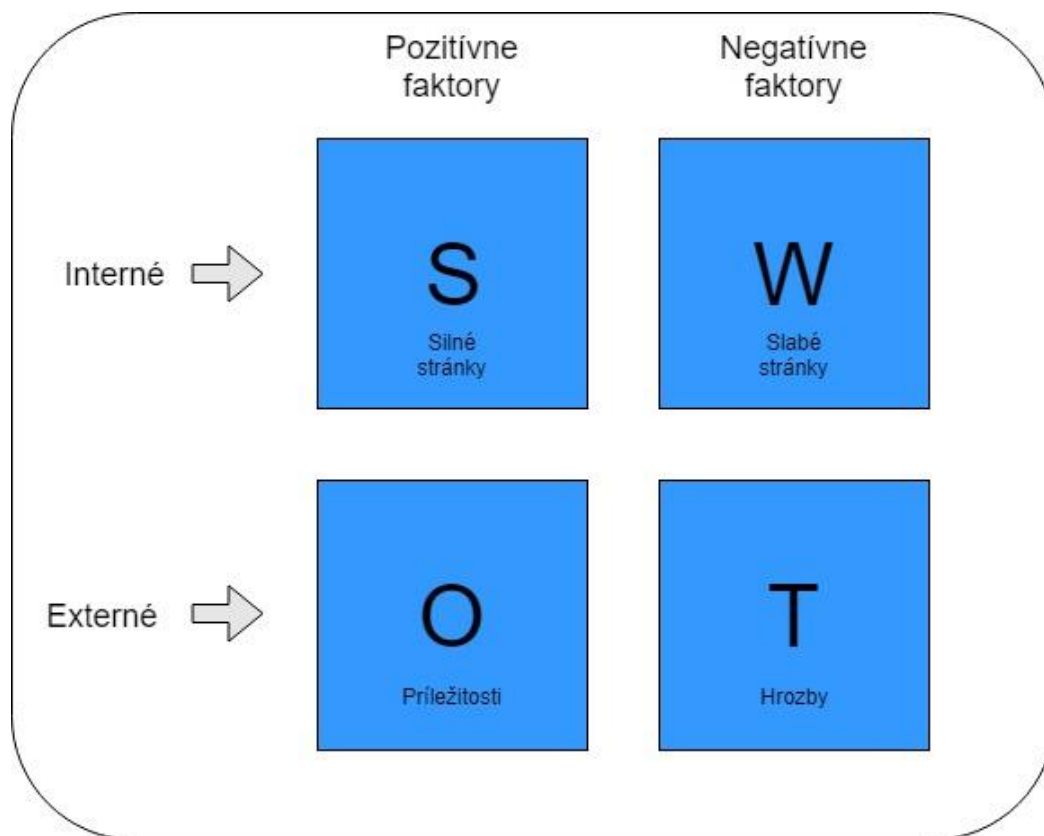 Pozitívne
faktory
Negatívne
faktory
Interné
S
Silné
stránky
W
Slabé
stránky
Externé
O
Príležitosti
T
Hrozby